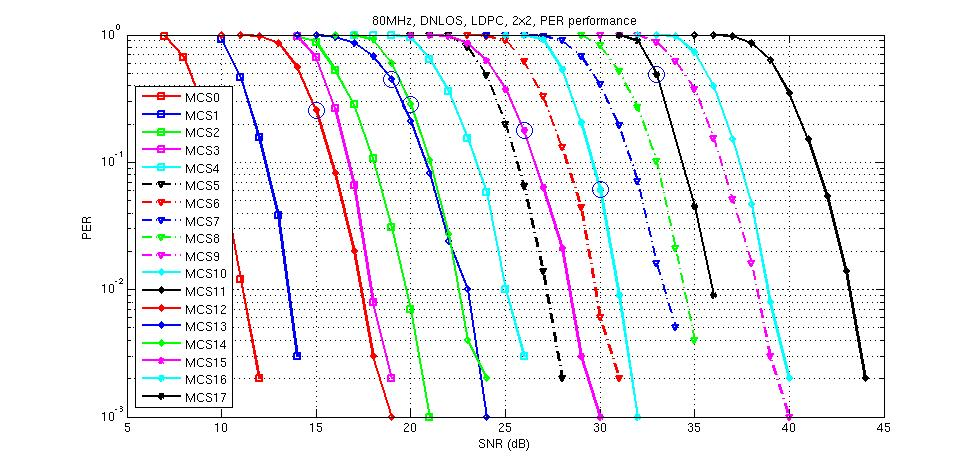 80MHz, DNLOS, LDPC, 2x2, PER performance
10^0
10^-1
10^-2
10^-3
PER
MCS0
MCS1
MCS2
MCS3
MCS4
MCS5
MCS6
MCS7
MCS8
MCS9
MCS10
MCS11
MCS12
MCS13
MCS14
MCS15
MCS16
MCS17
5 10 15 20 25 30 35 40 45
SNR (dB)